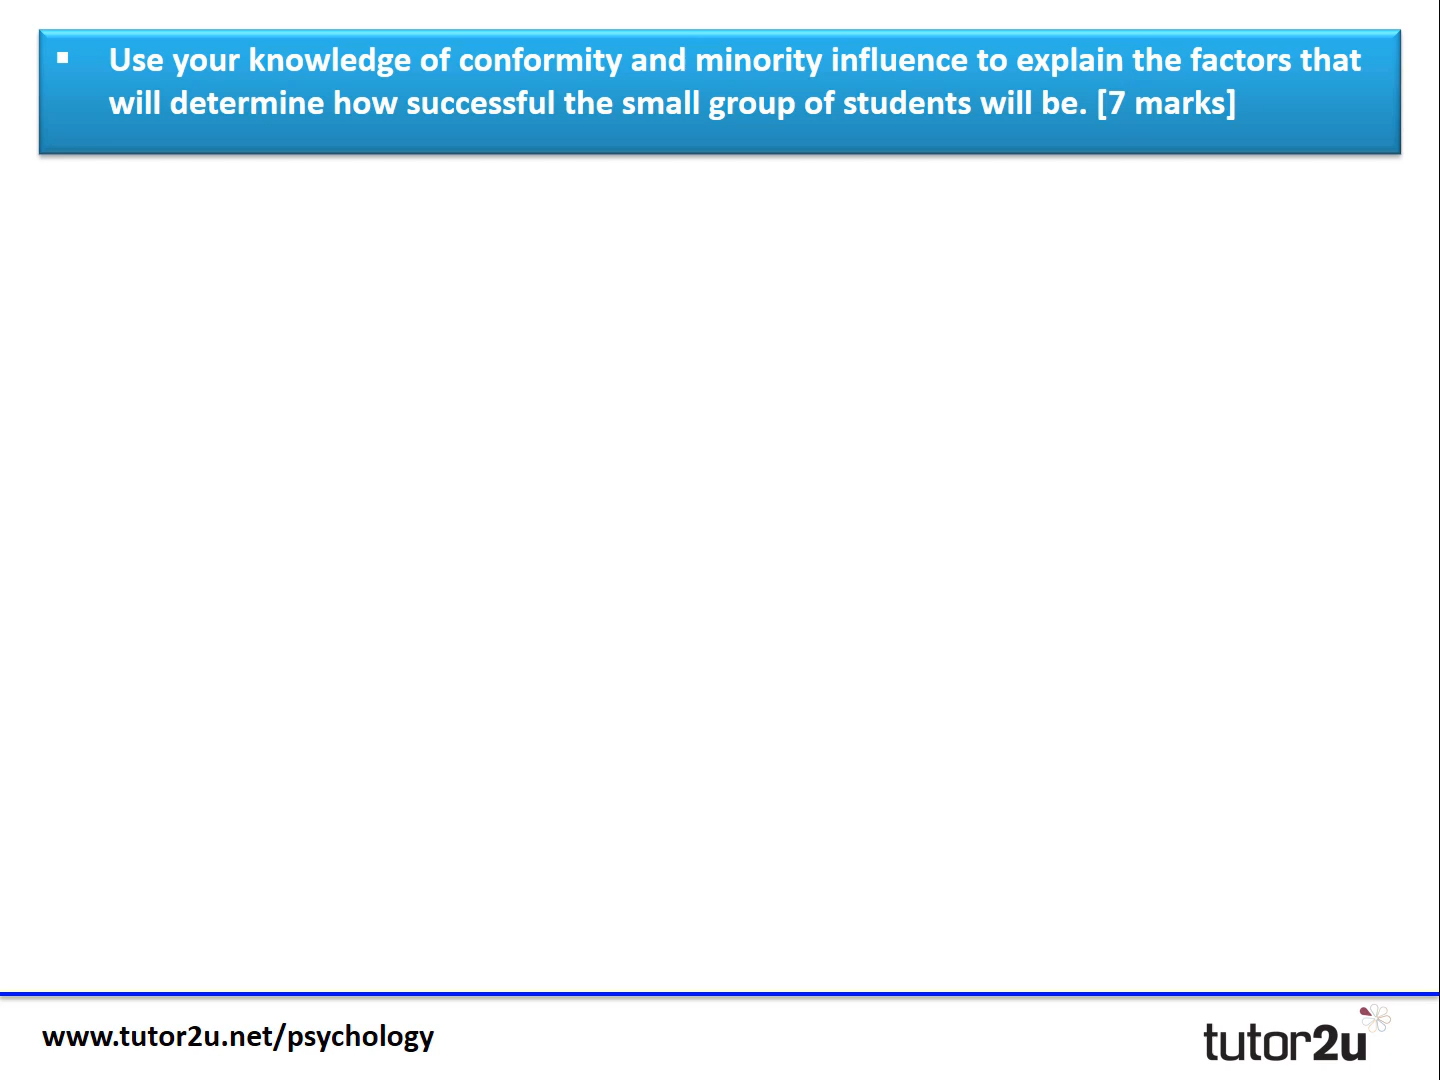 ▪ Use your knowledge of conformity and minority influence to explain the factors that
will determine how successful the small group of students will be. [7 marks]
www.tutor2u.net/psychology
tutor2u